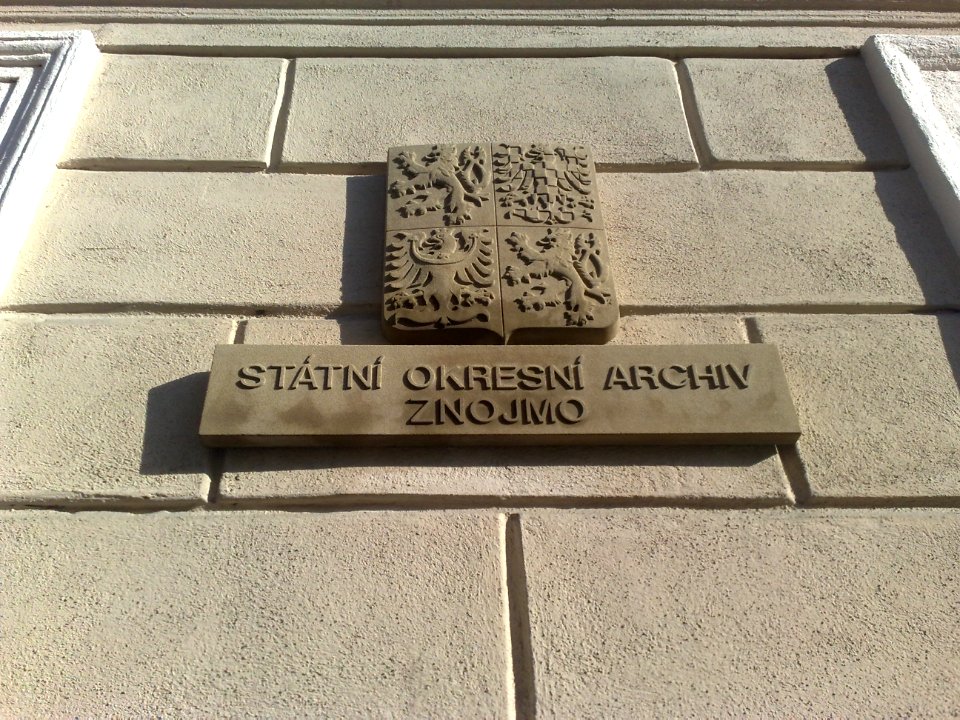 STÁTNÍ OKRESNÍ ARCHIV
ZNOJMO